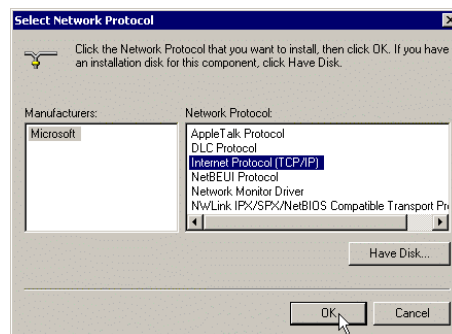 Select Network Protocol
Click the Network Protocol that you want to install, then click OK. If you have
an installation disk for this component, click Have Disk.
Manufacturers:
Network Protocol:
Microsoft
AppleTalk Protocol
DLC Protocol
Internet Protocol (TCP/IP)
NetBEUI Protocol
Network Monitor Driver
NWLink IPX/SPX/NetBIOS Compatible Transport Pr
Have Disk...
OK
Cancel